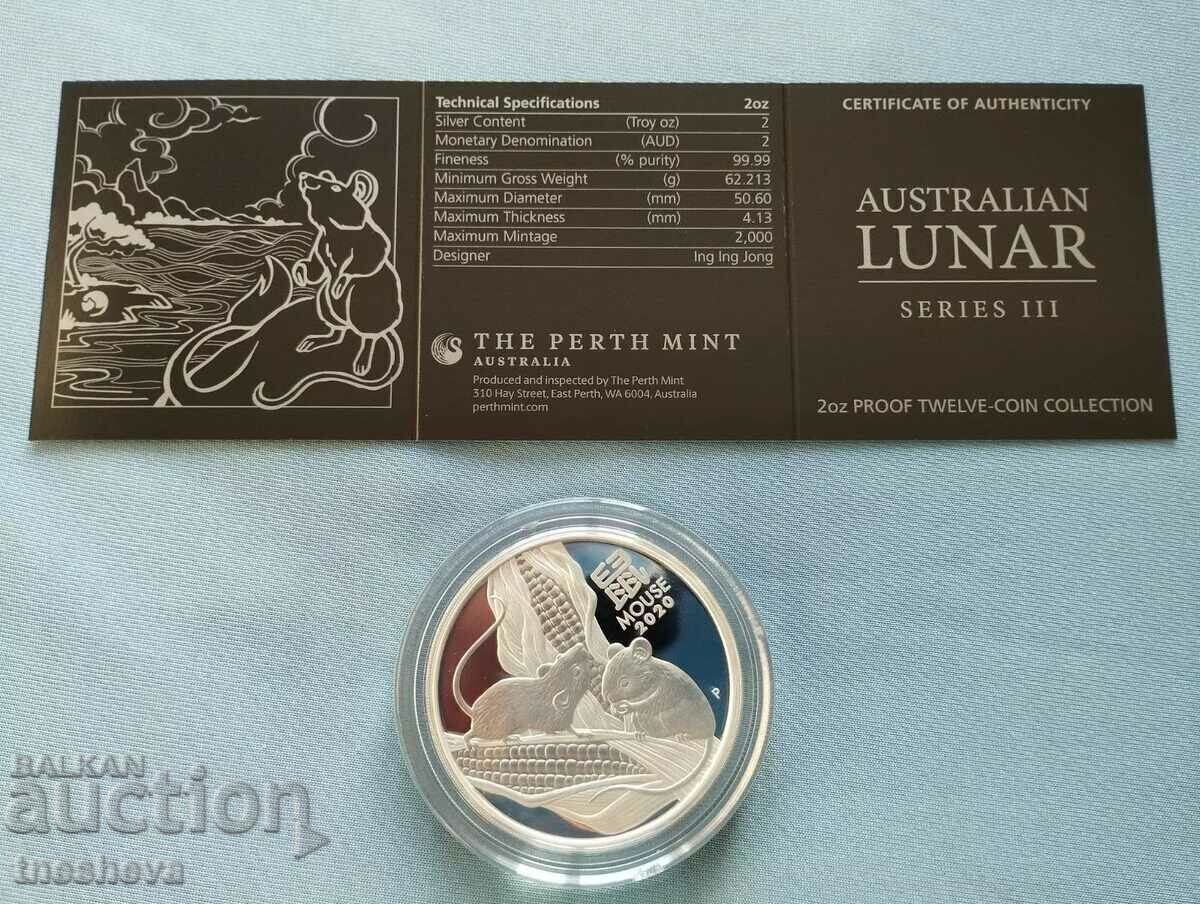 Technical Specifications 2oz
Silver Content (Troy oz) 2
Monetary Denomination (AUD) 2
Fineness (% purity) 99.99
Minimum Gross Weight (g) 62.213
Maximum Diameter (mm) 50.60
Maximum Thickness (mm) 4.13
Maximum Mintage 2,000
Designer Ing Ing Jong
THE PERTH MINT
AUSTRALIA
Produced and inspected by The Perth Mint
310 Hay Street, East Perth, WA 6004, Australia
perthmint.com
CERTIFICATE OF AUTHENTICITY
AUSTRALIAN
LUNAR
SERIES III
2oz PROOF TWELVE-COIN COLLECTION
鼠
MOUSE
2020
P
BALKAN
auction
tnesheva